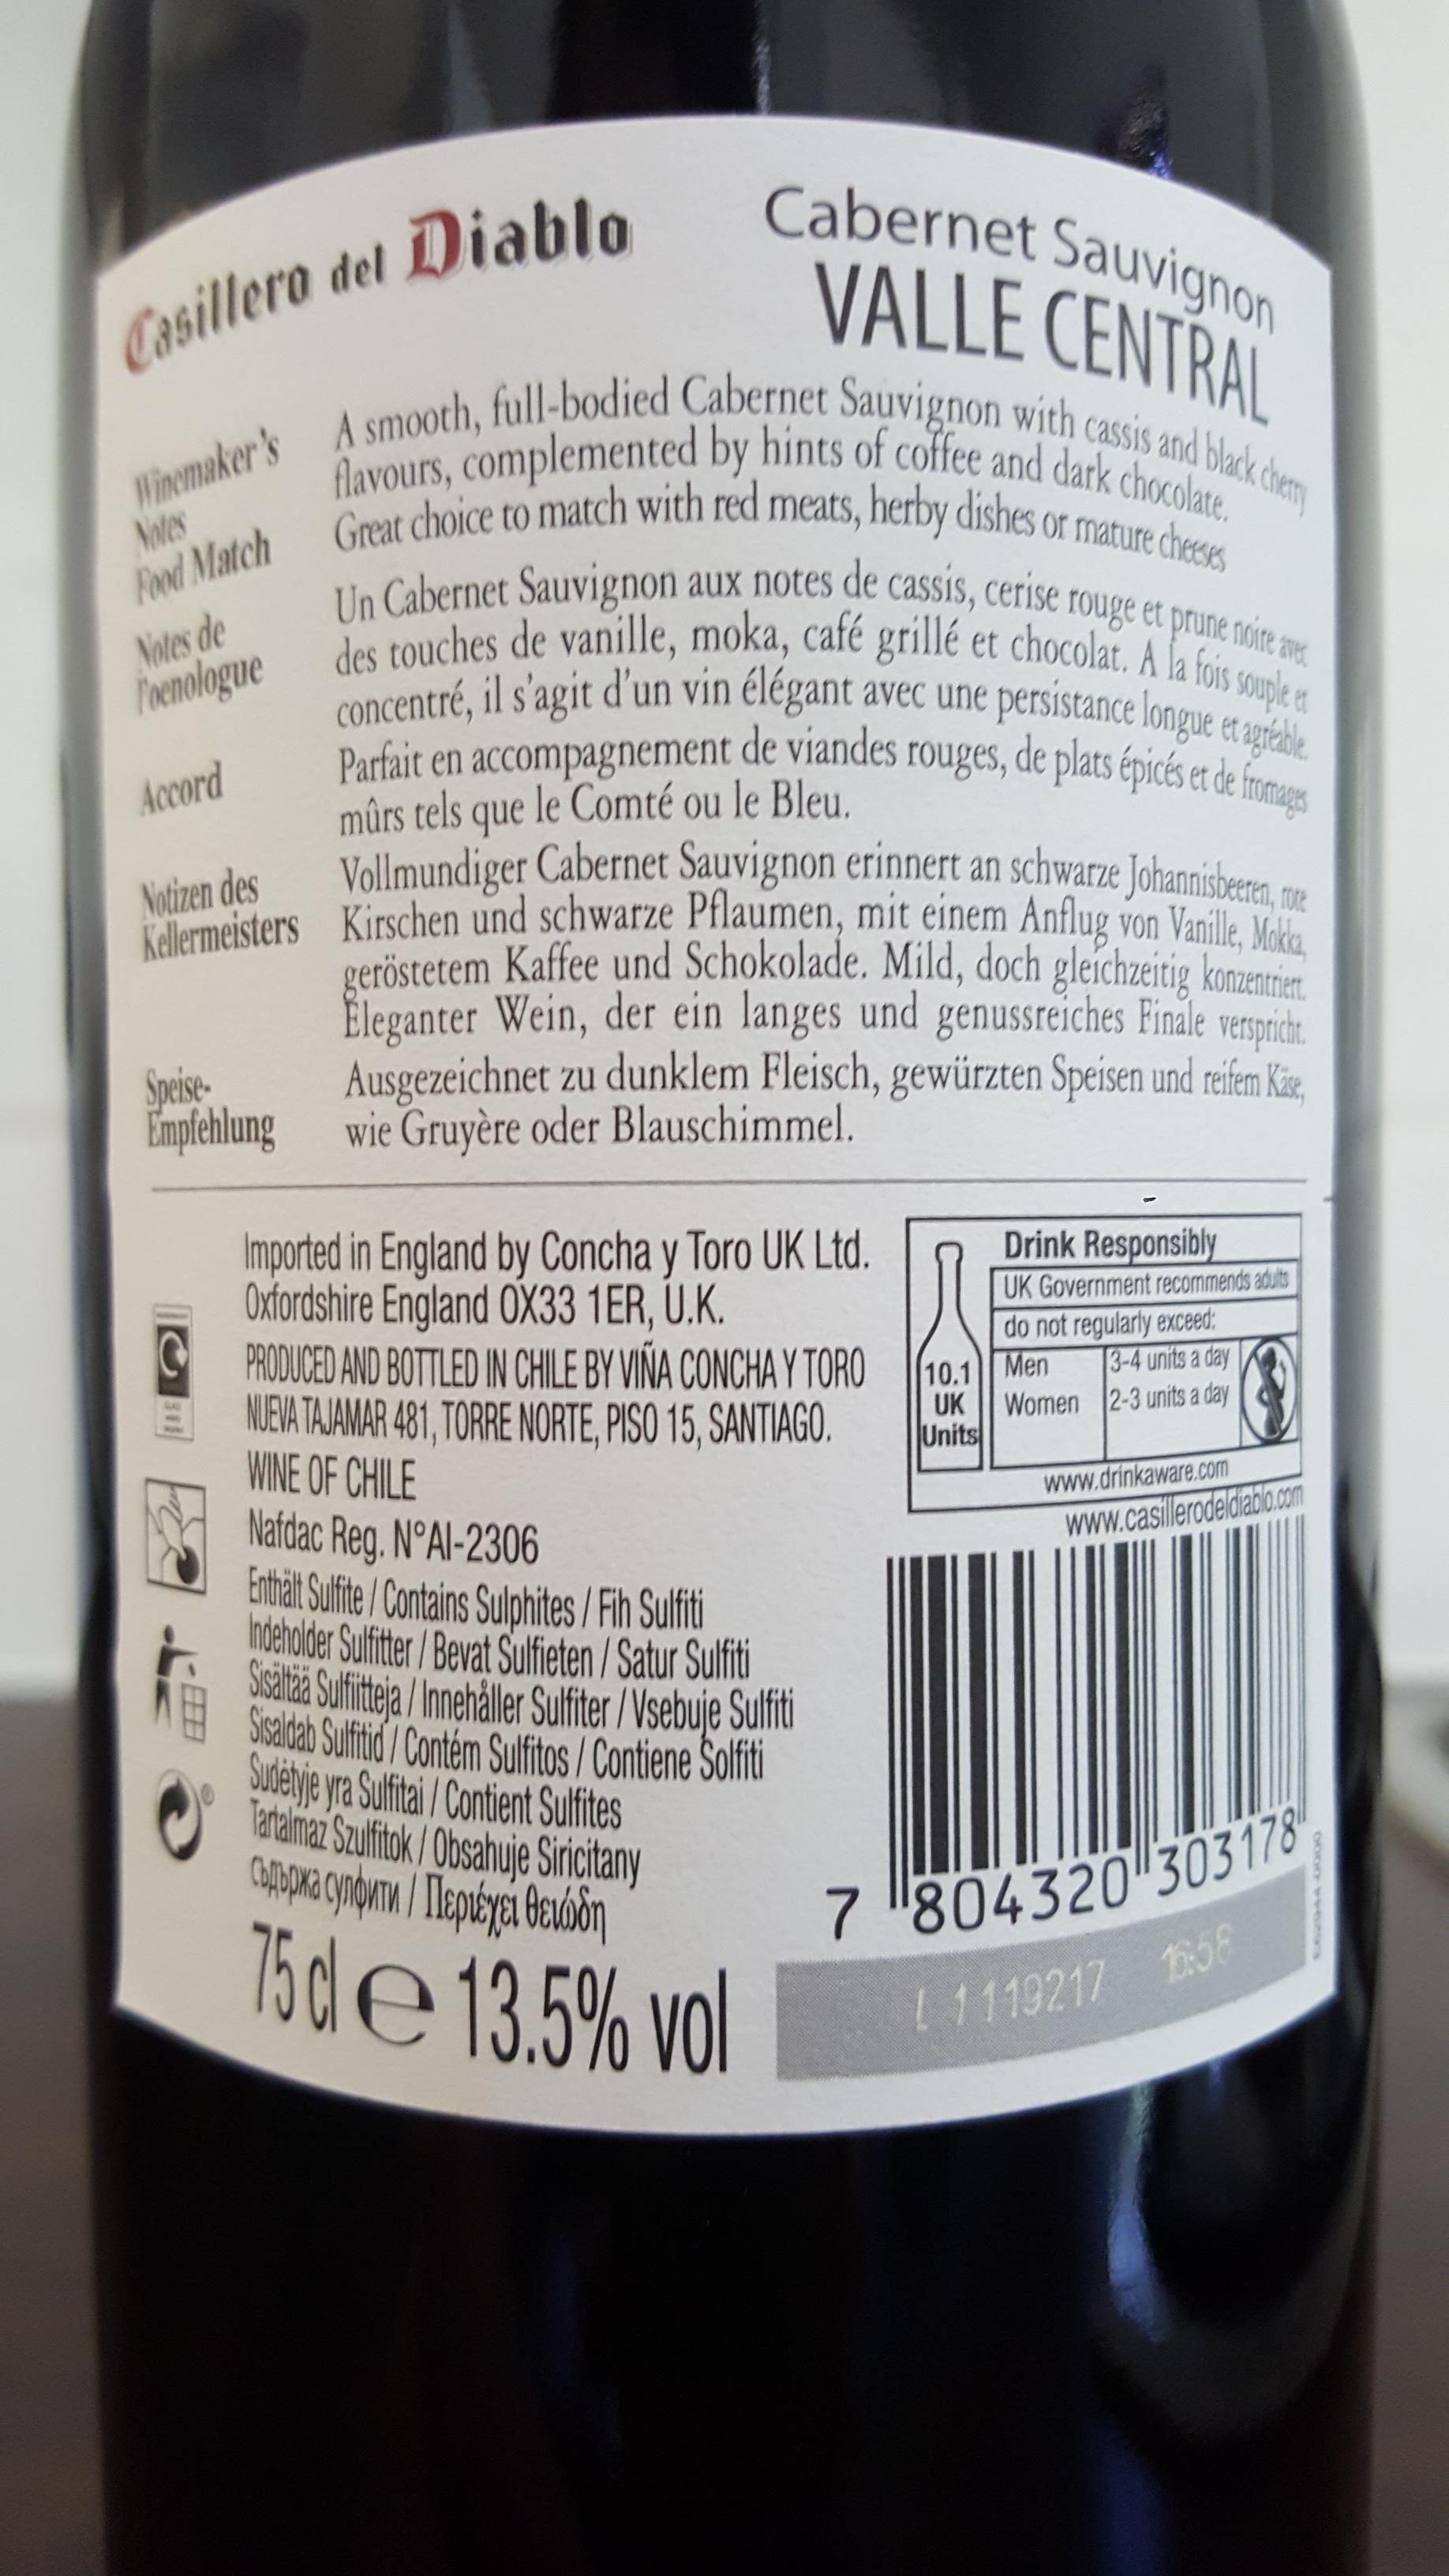 Casillero del Diablo
Cabernet Sauvignon
VALLE CENTRAL
Winemaker's
Notes
A smooth, full-bodied Cabernet Sauvignon with cassis and black cherry
flavours, complemented by hints of coffee and dark chocolate.
Food Match
Great choice to match with red meats, herby dishes or mature cheeses
Notes de
l'oenologue
Un Cabernet Sauvignon aux notes de cassis, cerise rouge et prune noire avec
des touches de vanille, moka, café grillé et chocolat. A la fois souple et
concentré, il s'agit d'un vin élégant avec une persistance longue et agréable.
Accord
Parfait en accompagnement de viandes rouges, de plats épicés et de fromages
mûrs tels que le Comté ou le Bleu.
Notizen des
Kellermeisters
Vollmundiger Cabernet Sauvignon erinnert an schwarze Johannisbeeren, rote
Kirschen und schwarze Pflaumen, mit einem Anflug von Vanille, Mokka,
geröstetem Kaffee und Schokolade. Mild, doch gleichzeitig konzentriert.
Eleganter Wein, der ein langes und genussreiches Finale verspricht.
Speise-
Empfehlung
Ausgezeichnet zu dunklem Fleisch, gewürzten Speisen und reifem Käse,
wie Gruyère oder Blauschimmel.
Imported in England by Concha y Toro UK Ltd.
Oxfordshire England OX33 1ER, U.K.
PRODUCED AND BOTTLED IN CHILE BY VIÑA CONCHA Y TORO
NUEVA TAJAMAR 481, TORRE NORTE, PISO 15, SANTIAGO.
WINE OF CHILE
Nafdac Reg. N°AI-2306
Enthält Sulfite / Contains Sulphites / Fih Sulfiti
Indeholder Sulfitter / Bevat Sulfieten / Satur Sulfiti
Sisältää Sulfiitteja / Innehåller Sulfiter / Vsebuje Sulfiti
Sisaldab Sulfitid / Contém Sulfitos / Contiene Solfiti
Sudėtyje yra Sulfitai / Contient Sulfites
Tartalmaz Szulfitok / Obsahuje Siricitany
Съдържа сулфити / Περιέχει θειώδη
75 cl e 13.5% vol
10.1
UK
Units
Drink Responsibly
UK Government recommends adults
do not regularly exceed:
Men 3-4 units a day
Women 2-3 units a day
www.drinkaware.com
www.casillerodeldiablo.com
7 804320 303178
L 1 119217 16:58